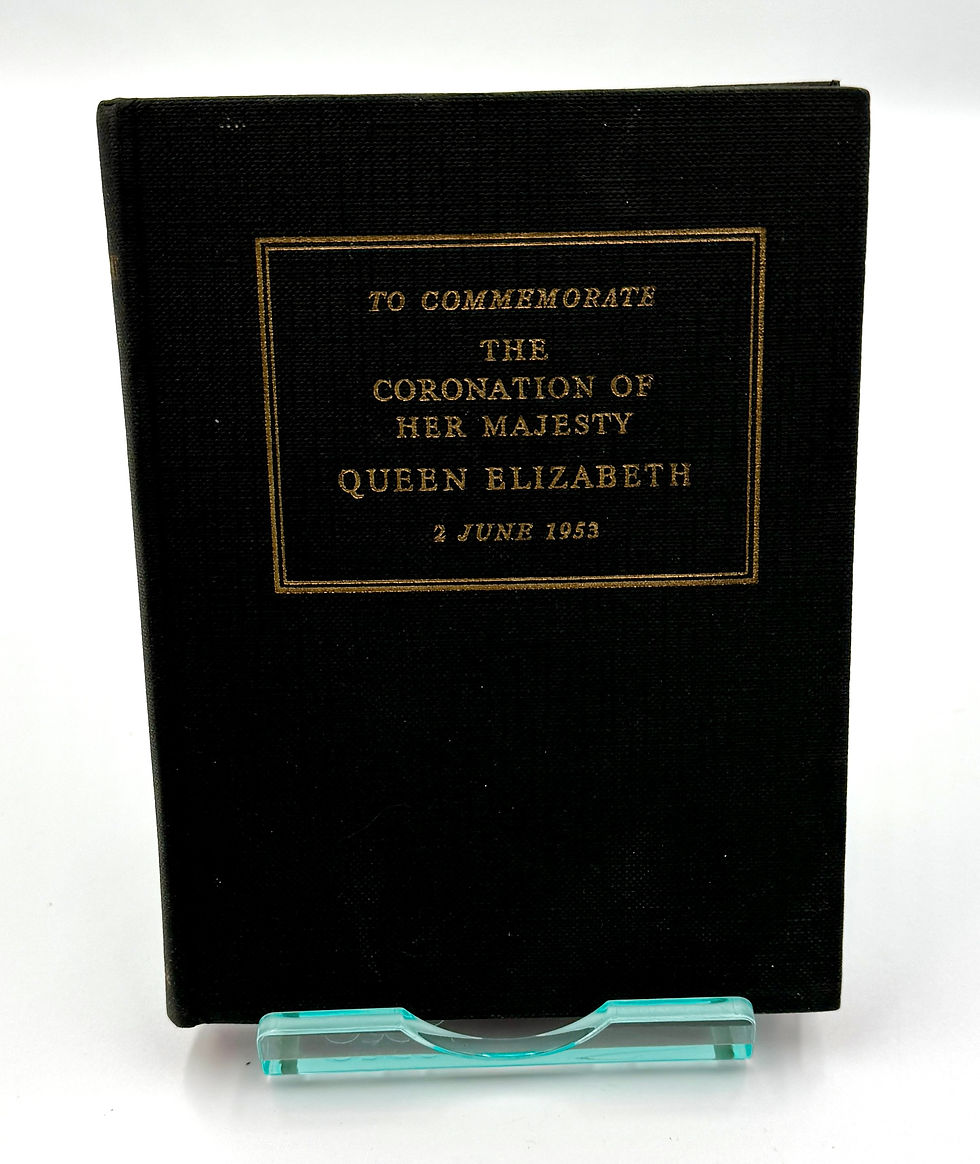 TO COMMEMORATE
THE
CORONATION OF
HER MAJESTY
QUEEN ELIZABETH
2 JUNE 1953